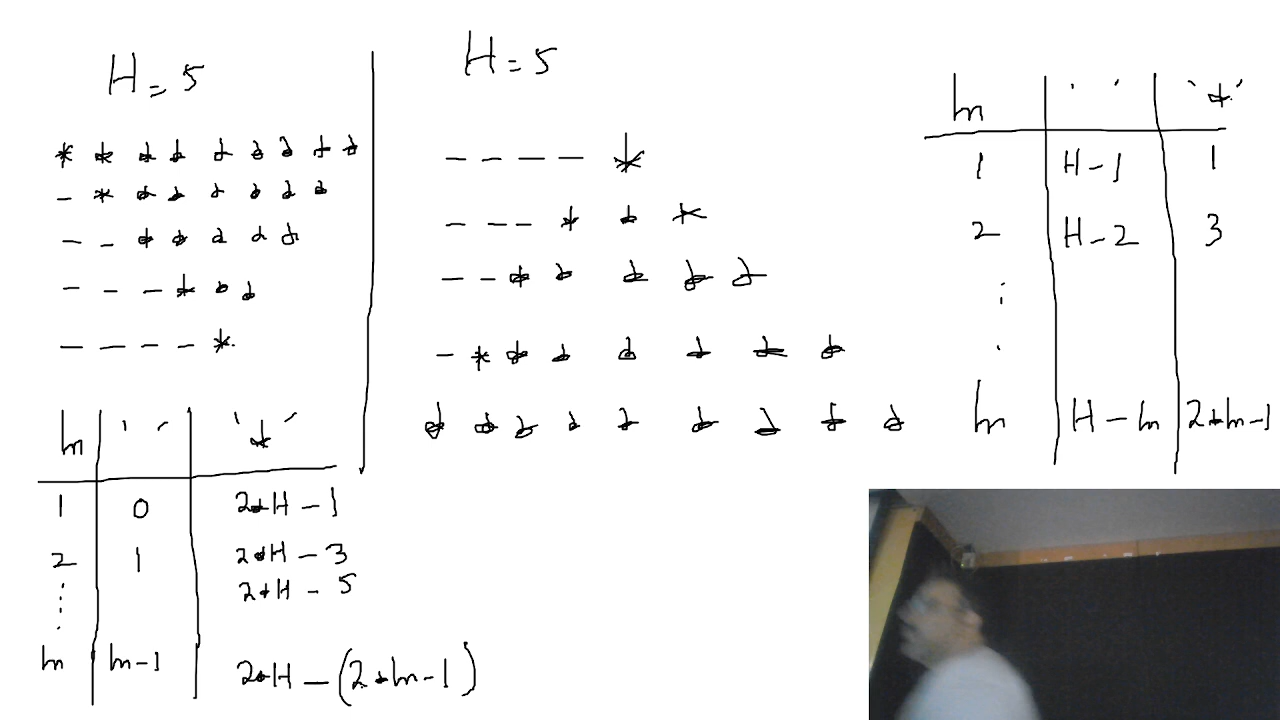 H = 5
* * * * * * * * *
- * * * * * * *
- - * * * * *
- - - * * *
- - - - *
n ' ' '*'
1 0 2*H - 1
2 1 2*H - 3
⋮ 2*H - 5
n n-1 2*H - (2*n-1)
H = 5
- - - - *
- - - * * *
- - * * * * *
- * * * * * * *
* * * * * * * * *
n ' ' '*'
1 H-1 1
2 H-2 3
⋮
n H-n 2*n-1